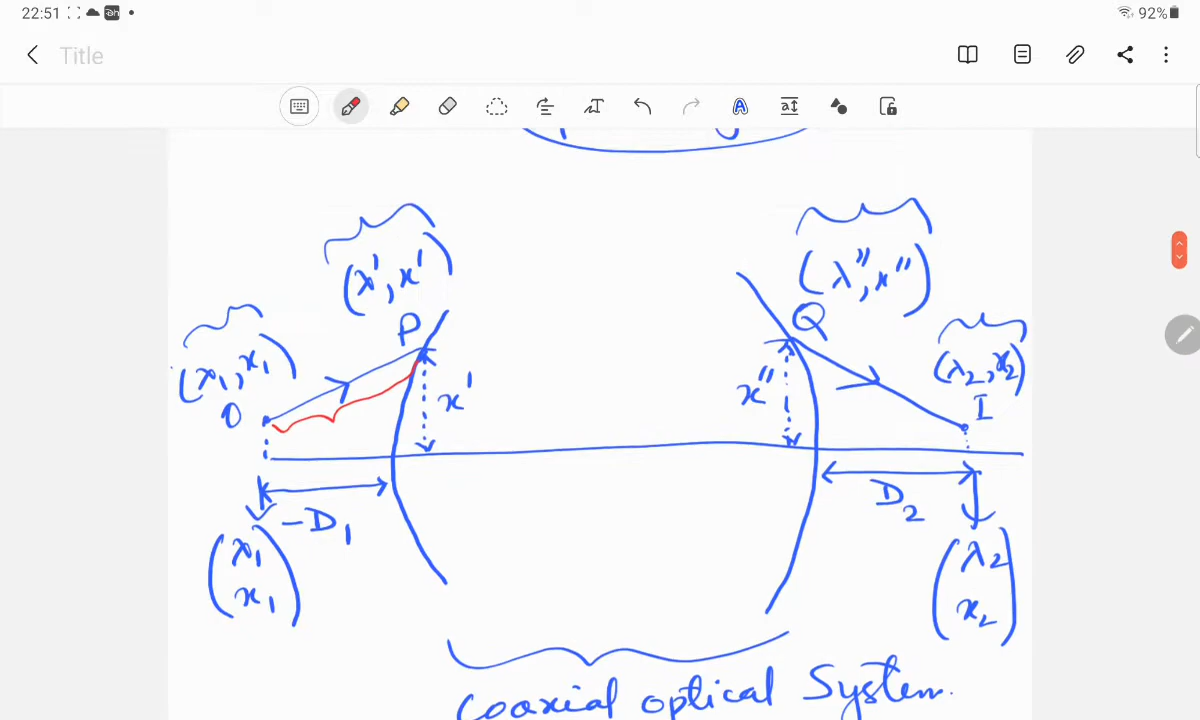 22:51
92%
Title
(λ', x')
(λ'', x'')
P
Q
(λ₁, x₁)
(λ₂, x₂)
O
x'
x''
I
-D₁
D₂
λ₁
x₁
λ₂
x₂
Coaxial optical System.